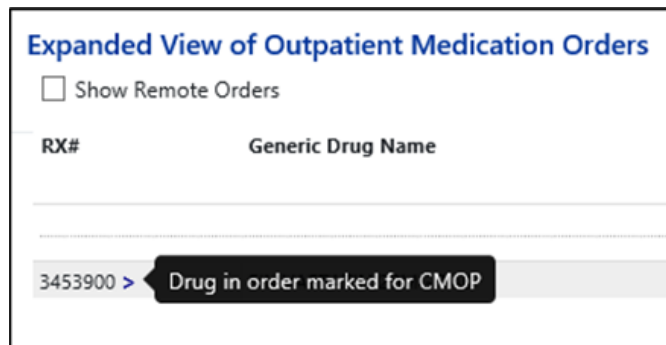 Expanded View of Outpatient Medication Orders
Show Remote Orders
RX# Generic Drug Name
3453900 > Drug in order marked for CMOP